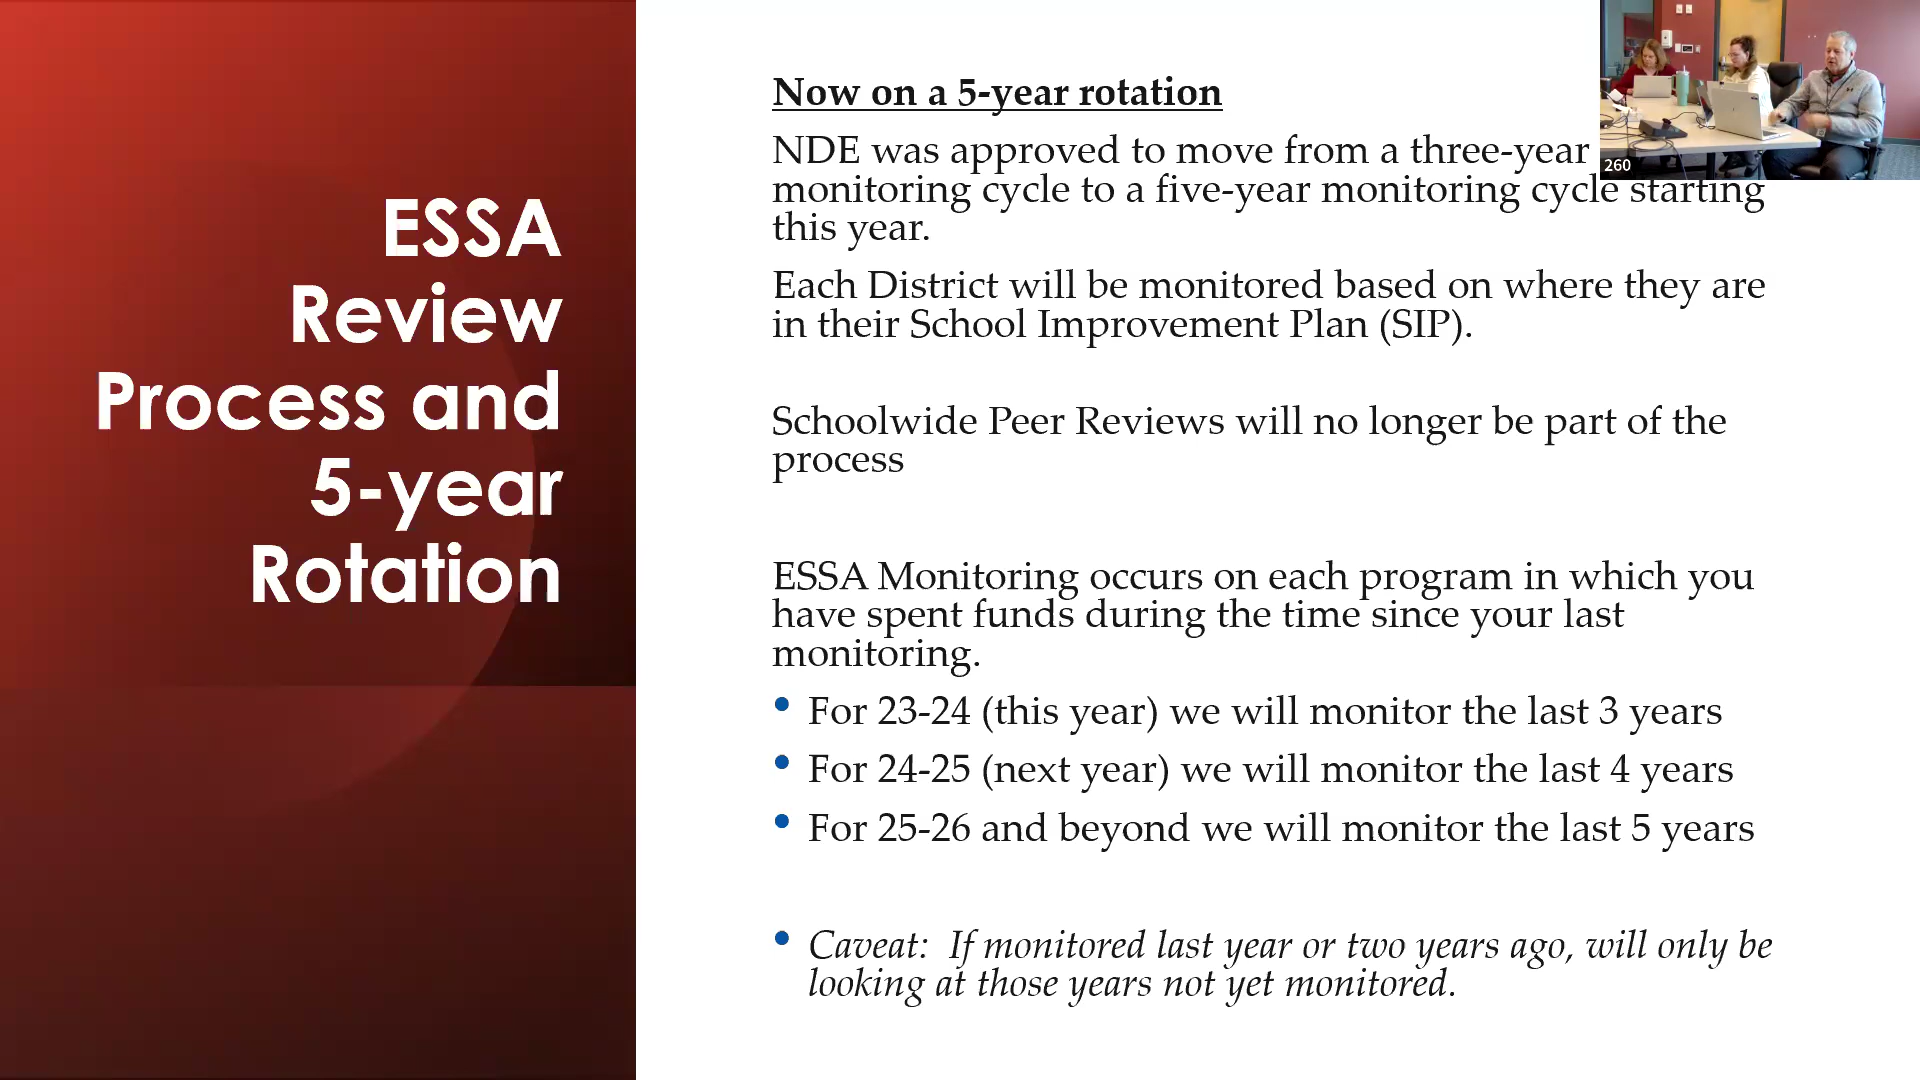 ESSA
Review
Process and
5-year
Rotation
Now on a 5-year rotation
NDE was approved to move from a three-year
monitoring cycle to a five-year monitoring cycle starting
this year.
Each District will be monitored based on where they are
in their School Improvement Plan (SIP).
Schoolwide Peer Reviews will no longer be part of the
process
ESSA Monitoring occurs on each program in which you
have spent funds during the time since your last
monitoring.
• For 23-24 (this year) we will monitor the last 3 years
• For 24-25 (next year) we will monitor the last 4 years
• For 25-26 and beyond we will monitor the last 5 years
• Caveat:  If monitored last year or two years ago, will only be
looking at those years not yet monitored.
260